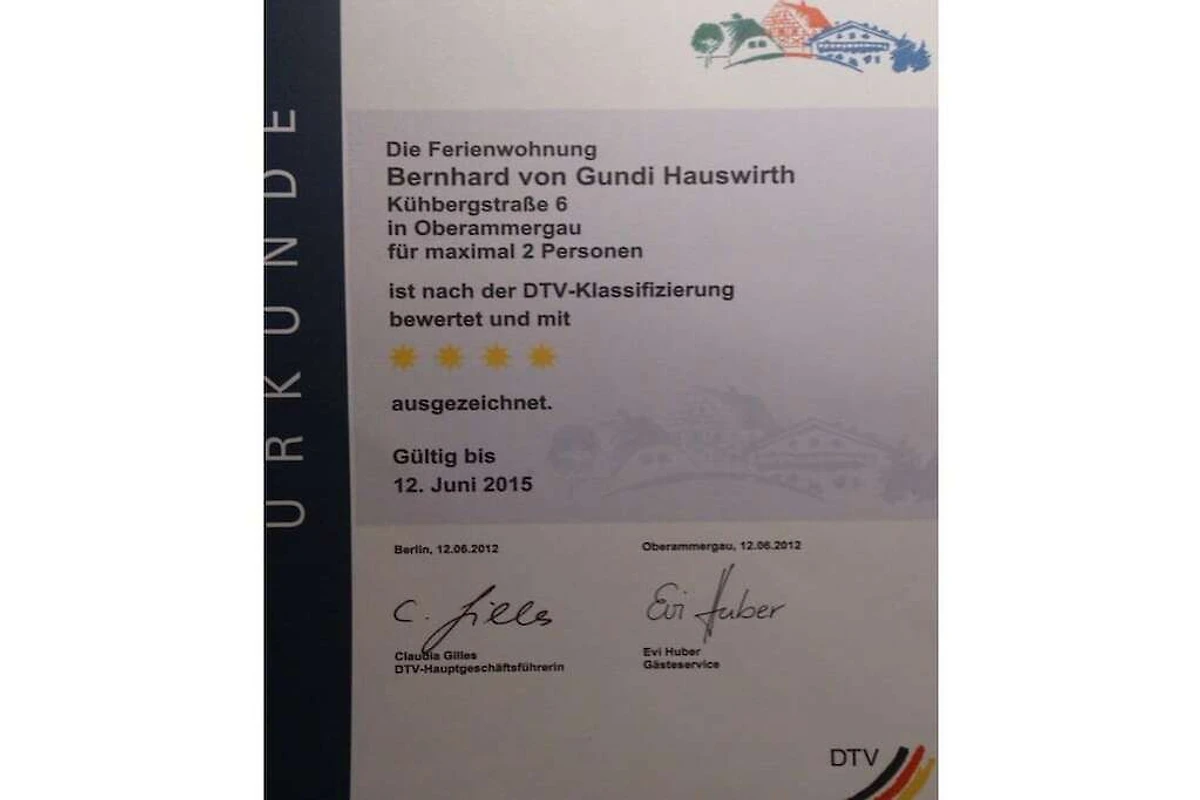 URKUNDE
Die Ferienwohnung
Bernhard von Gundi Hauswirth
Kühbergstraße 6
in Oberammergau
für maximal 2 Personen
ist nach der DTV-Klassifizierung
bewertet und mit
ausgezeichnet.
Gültig bis
12. Juni 2015
Berlin, 12.06.2012
Oberammergau, 12.06.2012
C. Gilles
Evi Huber
Claudia Gilles
DTV-Hauptgeschäftsführerin
Evi Huber
Gästeservice
DTV